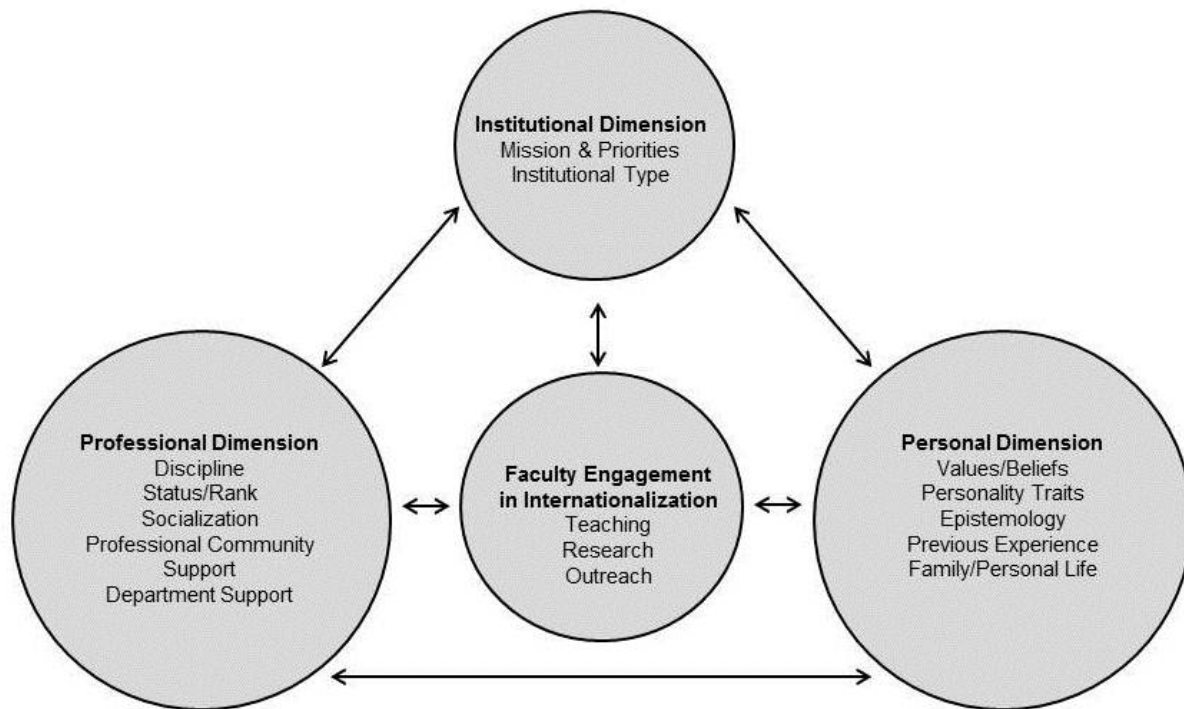 Institutional Dimension
Mission & Priorities
Institutional Type
Professional Dimension
Discipline
Status/Rank
Socialization
Professional Community
Support
Department Support
Faculty Engagement
in Internationalization
Teaching
Research
Outreach
Personal Dimension
Values/Beliefs
Personality Traits
Epistemology
Previous Experience
Family/Personal Life